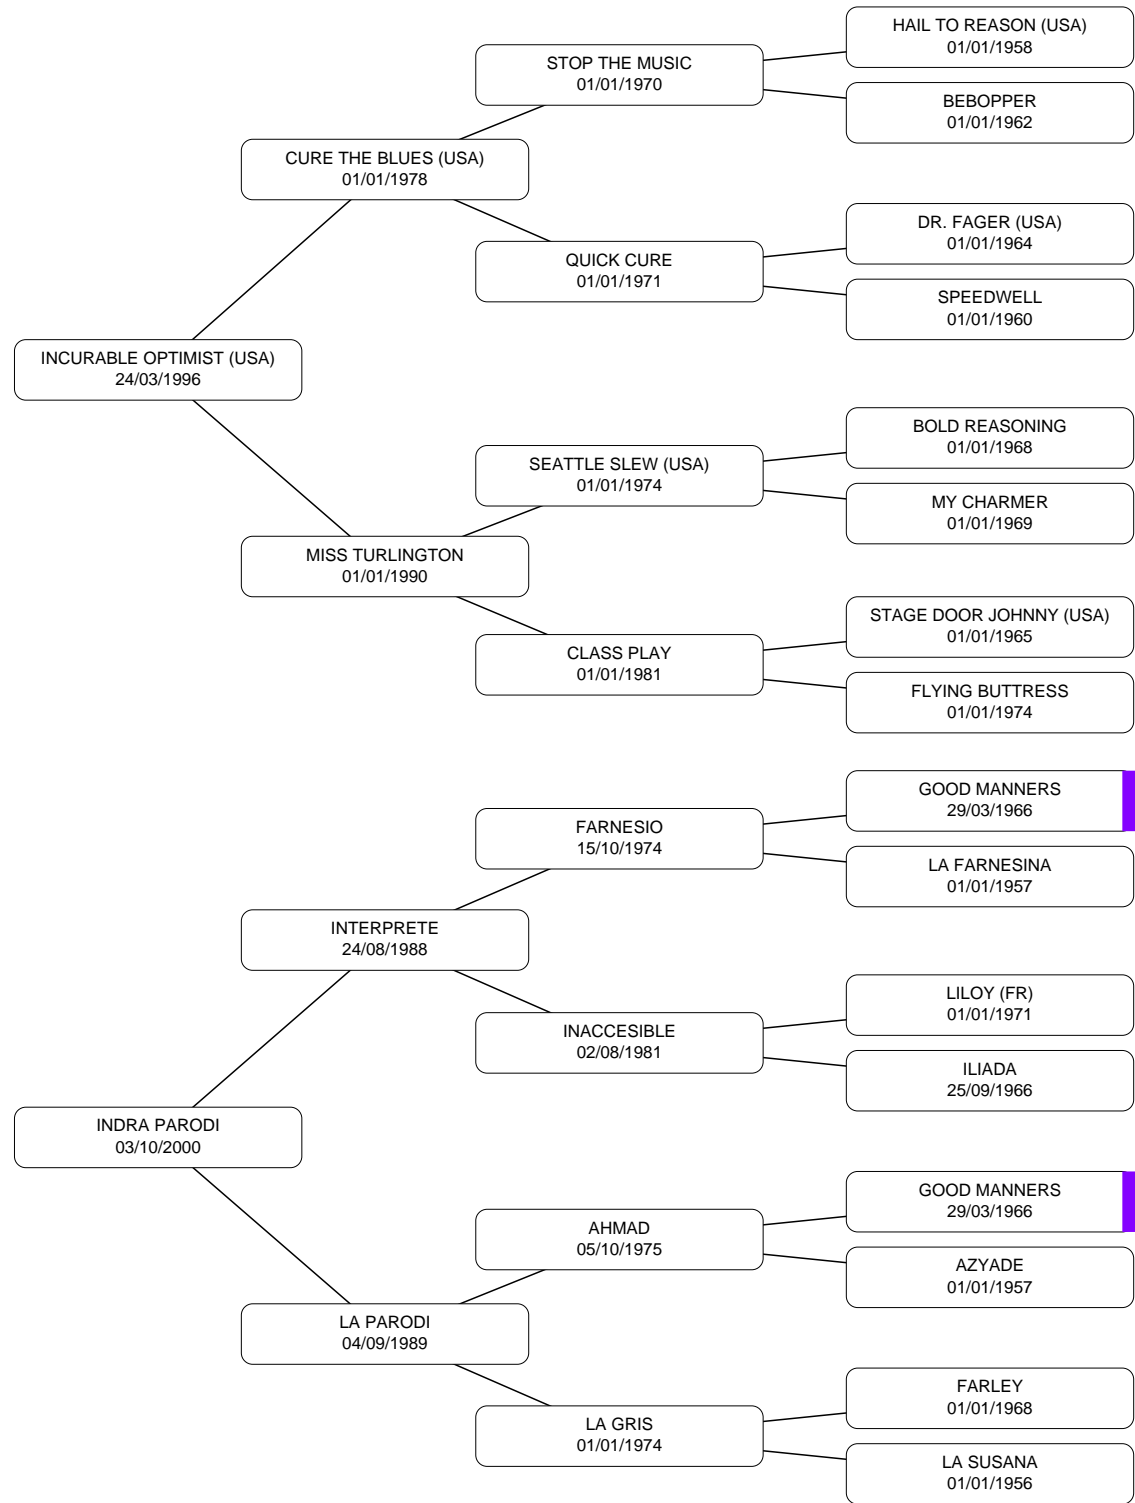 HAIL TO REASON (USA)
01/01/1958
STOP THE MUSIC
01/01/1970
BEBOPPER
01/01/1962
CURE THE BLUES (USA)
01/01/1978
DR. FAGER (USA)
01/01/1964
QUICK CURE
01/01/1971
SPEEDWELL
01/01/1960
INCURABLE OPTIMIST (USA)
24/03/1996
BOLD REASONING
01/01/1968
SEATTLE SLEW (USA)
01/01/1974
MY CHARMER
01/01/1969
MISS TURLINGTON
01/01/1990
STAGE DOOR JOHNNY (USA)
01/01/1965
CLASS PLAY
01/01/1981
FLYING BUTTRESS
01/01/1974
GOOD MANNERS
29/03/1966
FARNESIO
15/10/1974
LA FARNESINA
01/01/1957
INTERPRETE
24/08/1988
LILOY (FR)
01/01/1971
INACCESIBLE
02/08/1981
ILIADA
25/09/1966
INDRA PARODI
03/10/2000
GOOD MANNERS
29/03/1966
AHMAD
05/10/1975
AZYADE
01/01/1957
LA PARODI
04/09/1989
FARLEY
01/01/1968
LA GRIS
01/01/1974
LA SUSANA
01/01/1956